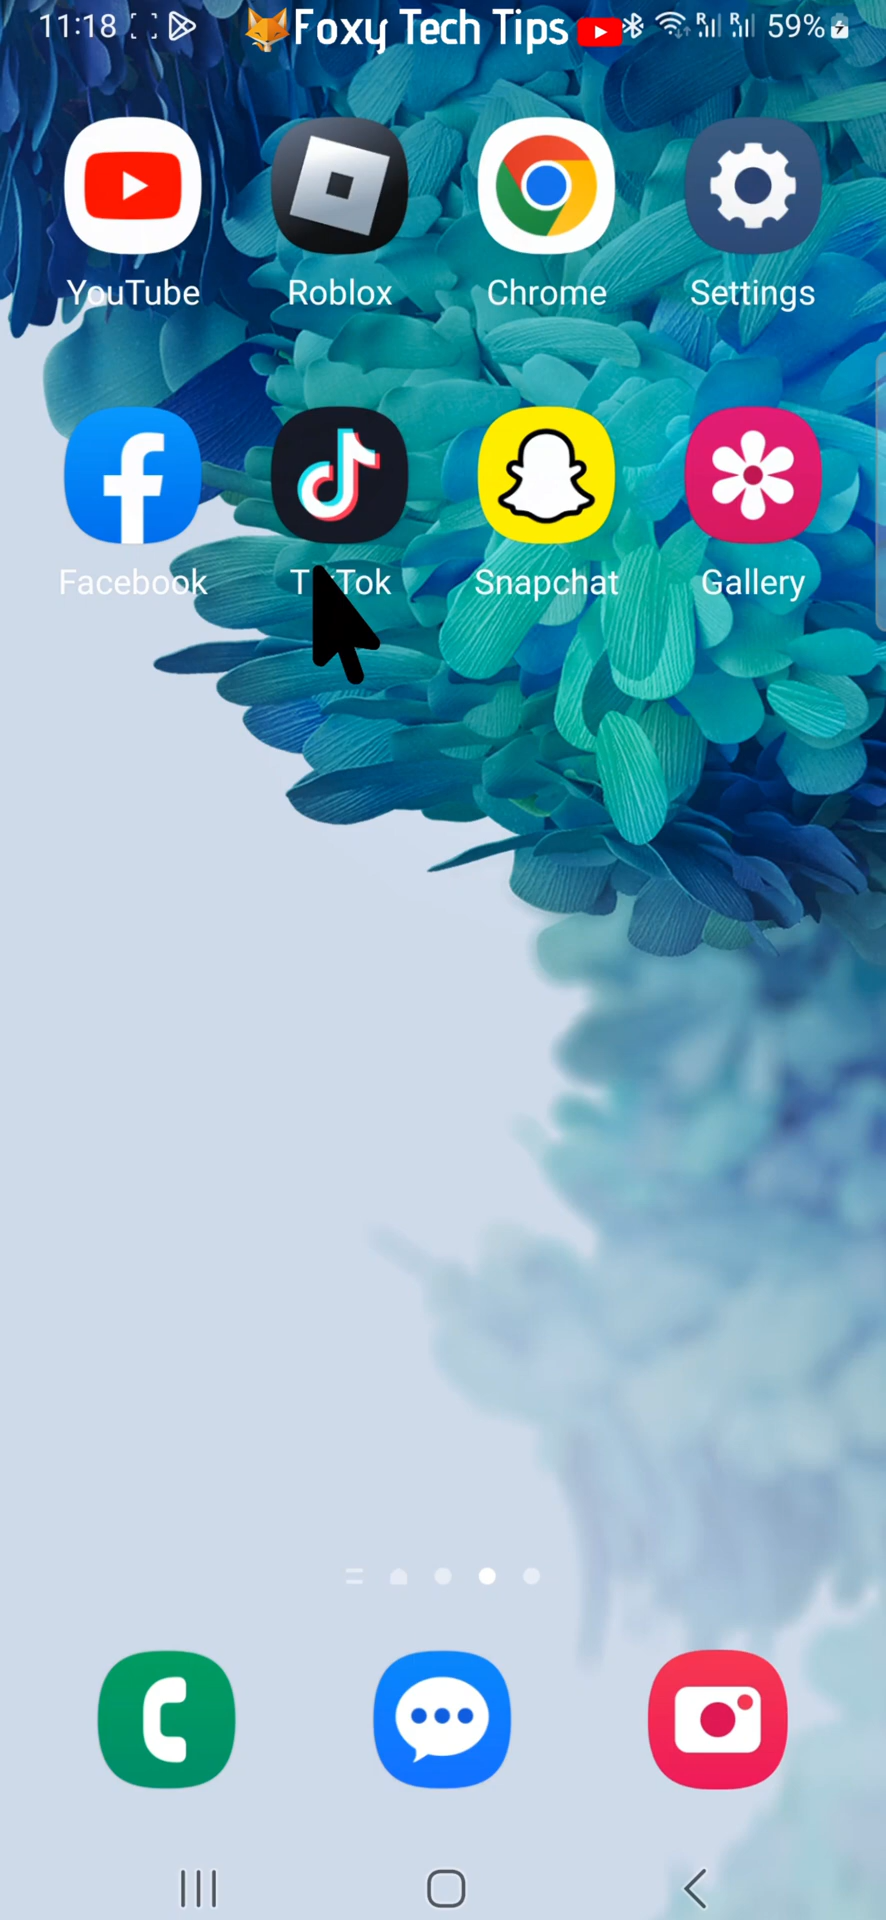 11:18 Foxy Tech Tips 59%
YouTube Roblox Chrome Settings
Facebook TikTok Snapchat Gallery